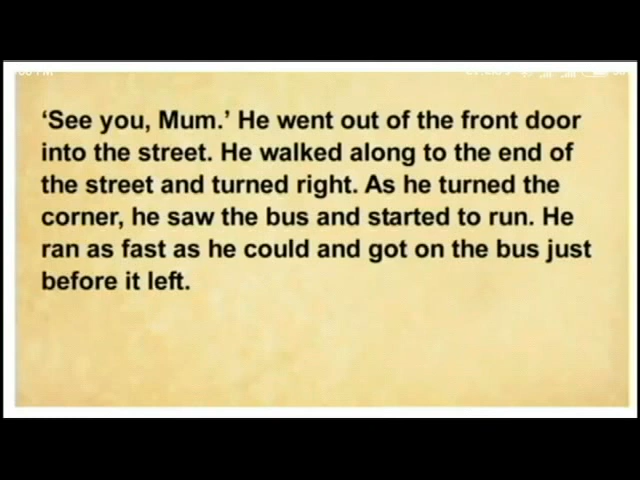 ‘See you, Mum.’ He went out of the front door
into the street. He walked along to the end of
the street and turned right. As he turned the
corner, he saw the bus and started to run. He
ran as fast as he could and got on the bus just
before it left.